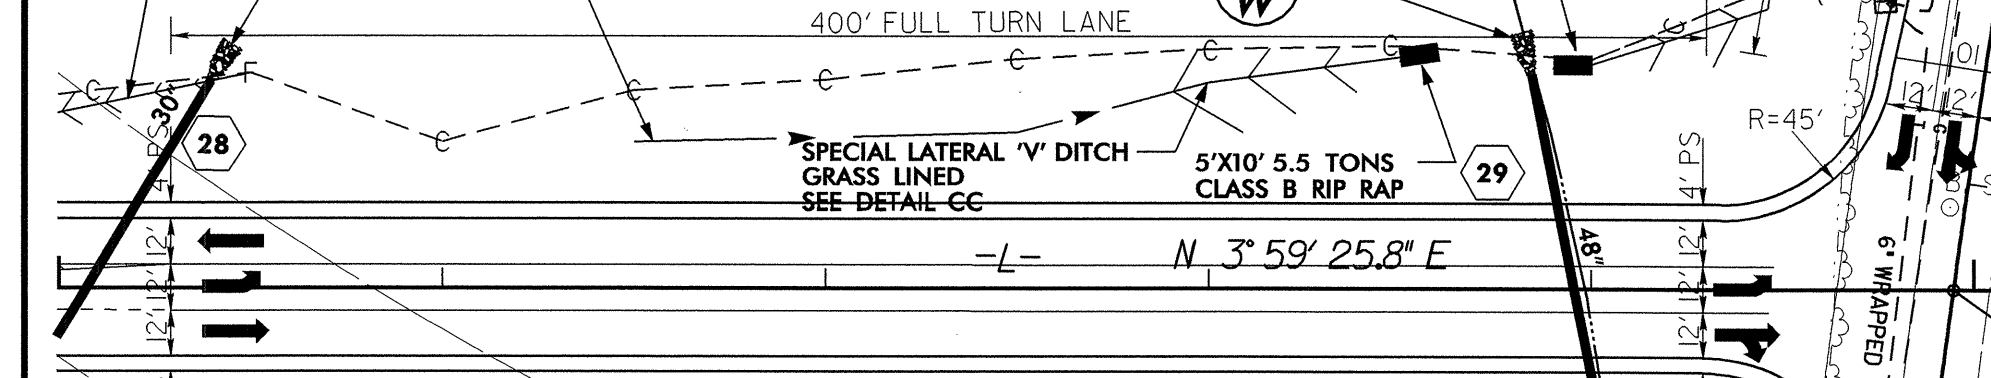 400' FULL TURN LANE
W
C
C
F
C
C
C
C
C
C
C
30"
28
4' PS
SPECIAL LATERAL 'V' DITCH
GRASS LINED
SEE DETAIL CC
5'X10' 5.5 TONS
CLASS B RIP RAP
29
4' PS
R=45'
12'
12'
12'
12'
12'
-L-
N 3° 59' 25.8" E
48"
12'
12'
12'
6" WRAPPED
T
G